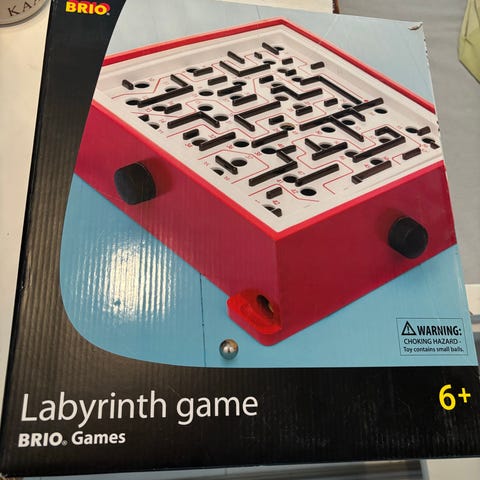 BRIO®
Labyrinth game
BRIO® Games
WARNING:
CHOKING HAZARD -
Toy contains small balls.
6+